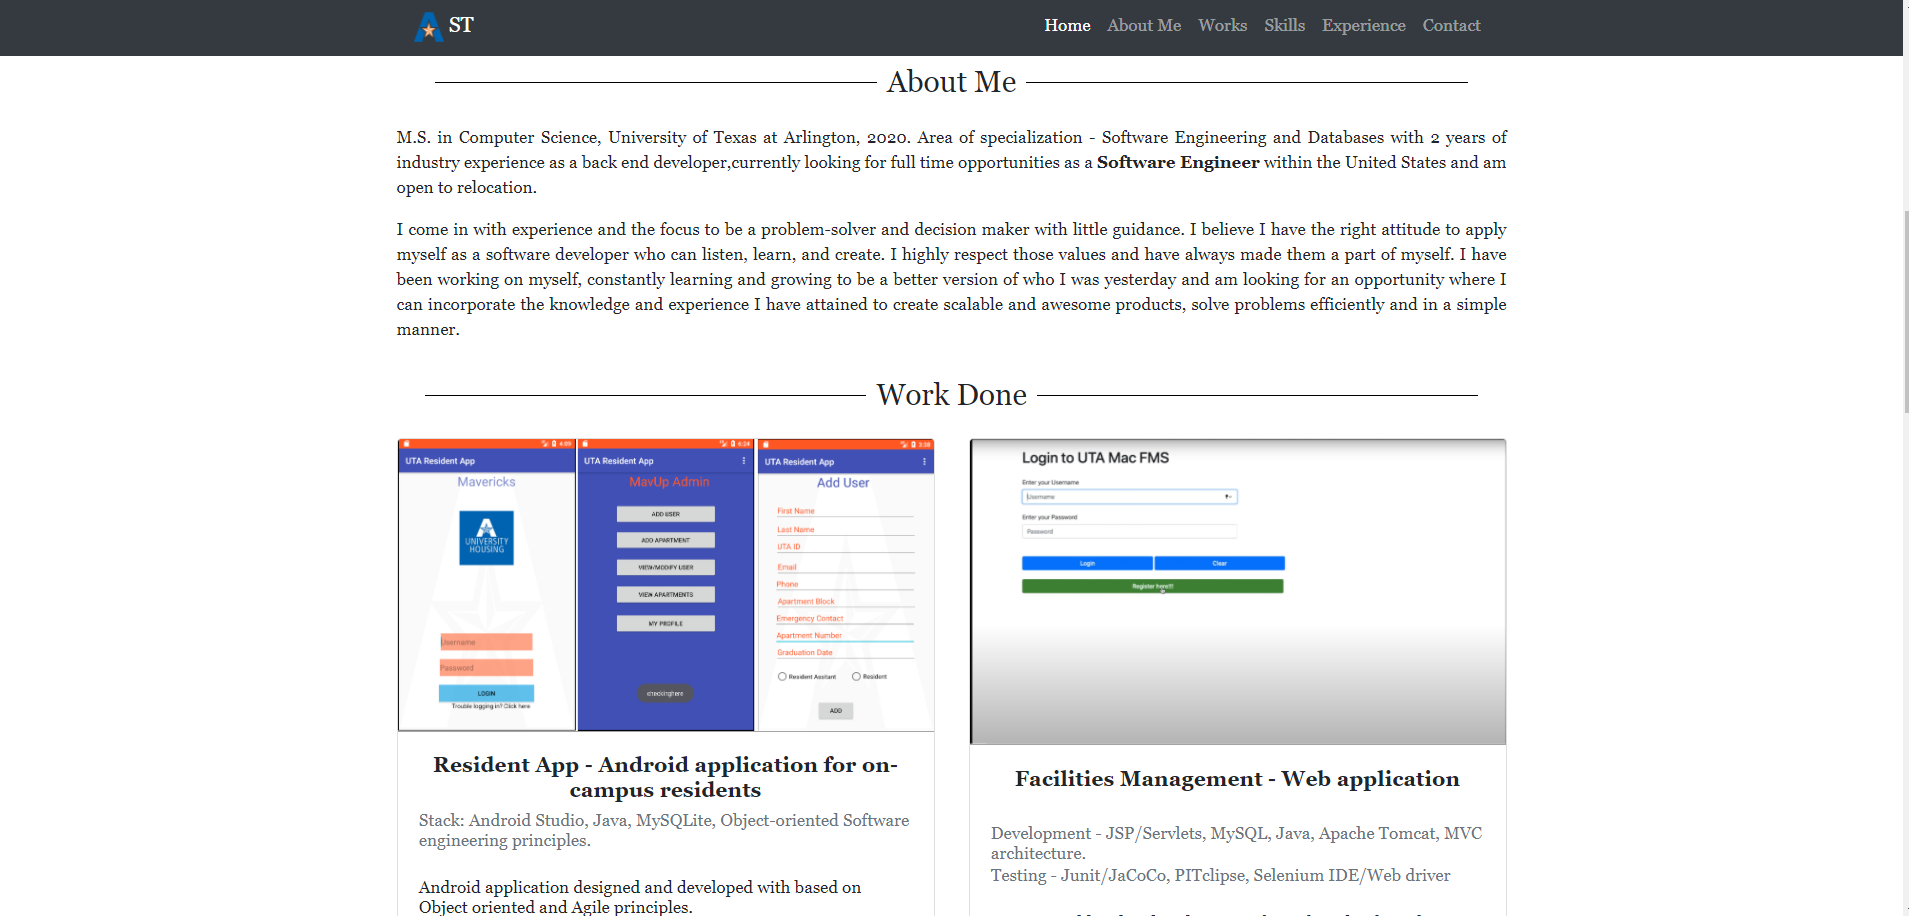 ST
Home About Me Works Skills Experience Contact
About Me
M.S. in Computer Science, University of Texas at Arlington, 2020. Area of specialization - Software Engineering and Databases with 2 years of
industry experience as a back end developer,currently looking for full time opportunities as a Software Engineer within the United States and am
open to relocation.
I come in with experience and the focus to be a problem-solver and decision maker with little guidance. I believe I have the right attitude to apply
myself as a software developer who can listen, learn, and create. I highly respect those values and have always made them a part of myself. I have
been working on myself, constantly learning and growing to be a better version of who I was yesterday and am looking for an opportunity where I
can incorporate the knowledge and experience I have attained to create scalable and awesome products, solve problems efficiently and in a simple
manner.
Work Done
UTA Resident App
Mavericks
UNIVERSITY
HOUSING
Username
Password
LOGIN
Trouble logging in? Click here
6:34
UTA Resident App
MavUp Admin
ADD USER
ADD APARTMENT
VIEW/MODIFY USER
VIEW APARTMENTS
MY PROFILE
checkinghere
UTA Resident App
Add User
First Name
Last Name
UTA ID
Email
Phone
Apartment Block
Emergency Contact
Apartment Number
Graduation Date
Resident Assitant Resident
ADD
Login to UTA Mac FMS
Enter your Username
Username
Enter your Password
Password
Login Clear
Register here!!!
Resident App - Android application for on-
campus residents
Stack: Android Studio, Java, MySQLite, Object-oriented Software
engineering principles.
Android application designed and developed with based on
Object oriented and Agile principles.
Facilities Management - Web application
Development - JSP/Servlets, MySQL, Java, Apache Tomcat, MVC
architecture.
Testing - Junit/JaCoCo, PITclipse, Selenium IDE/Web driver